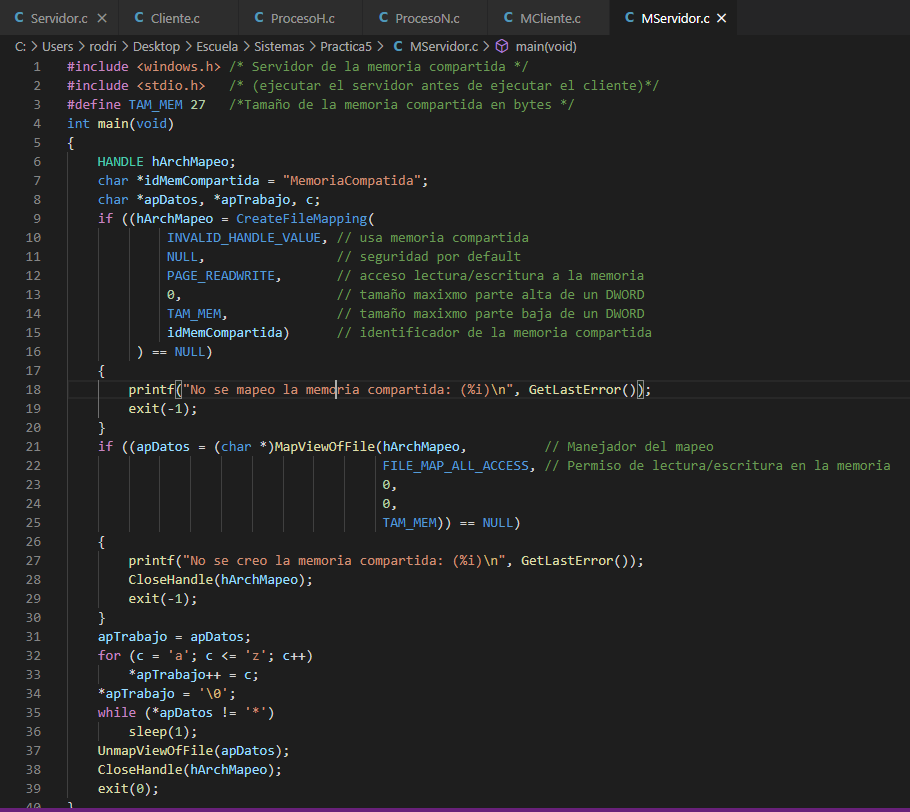 Servidor.c × Cliente.c ProcesoH.c ProcesoN.c MCliente.c MServidor.c ×
C: > Users > rodri > Desktop > Escuela > Sistemas > Practica5 > C MServidor.c > main(void)
1 #include <windows.h> /* Servidor de la memoria compartida */
2 #include <stdio.h> /* (ejecutar el servidor antes de ejecutar el cliente)*/
3 #define TAM_MEM 27 /*Tamaño de la memoria compartida en bytes */
4 int main(void)
5 {
6 HANDLE hArchMapeo;
7 char *idMemCompartida = "MemoriaCompatida";
8 char *apDatos, *apTrabajo, c;
9 if ((hArchMapeo = CreateFileMapping(
10 INVALID_HANDLE_VALUE, // usa memoria compartida
11 NULL, // seguridad por default
12 PAGE_READWRITE, // acceso lectura/escritura a la memoria
13 0, // tamaño maxixmo parte alta de un DWORD
14 TAM_MEM, // tamaño maxixmo parte baja de un DWORD
15 idMemCompartida) // identificador de la memoria compartida
16 ) == NULL)
17 {
18 printf("No se mapeo la memoria compartida: (%i)\n", GetLastError());
19 exit(-1);
20 }
21 if ((apDatos = (char *)MapViewOfFile(hArchMapeo, // Manejador del mapeo
22 FILE_MAP_ALL_ACCESS, // Permiso de lectura/escritura en la memoria
23 0,
24 0,
25 TAM_MEM)) == NULL)
26 {
27 printf("No se creo la memoria compartida: (%i)\n", GetLastError());
28 CloseHandle(hArchMapeo);
29 exit(-1);
30 }
31 apTrabajo = apDatos;
32 for (c = 'a'; c <= 'z'; c++)
33 *apTrabajo++ = c;
34 *apTrabajo = '\0';
35 while (*apDatos != '*')
36 sleep(1);
37 UnmapViewOfFile(apDatos);
38 CloseHandle(hArchMapeo);
39 exit(0);
40 }